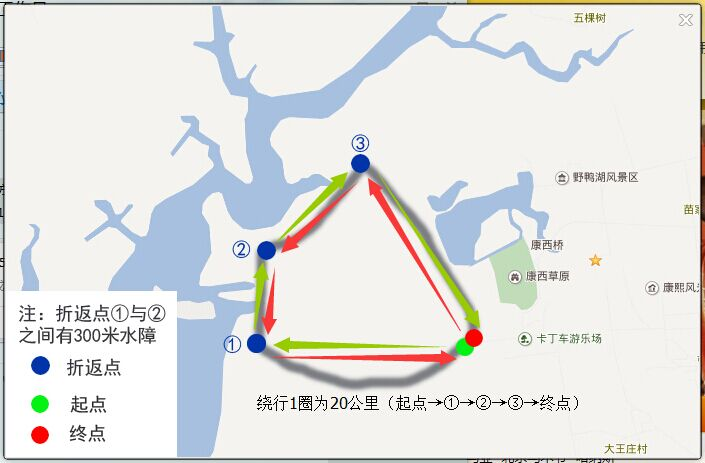 五棵树
③
野鸭湖风景区
苗家
②
康西桥
康西草原
康熙风
注：折返点①与②
之间有300米水障
①
卡丁车游乐场
折返点
绕行1圈为20公里（起点→①→②→③→终点）
起点
终点
大王庄村